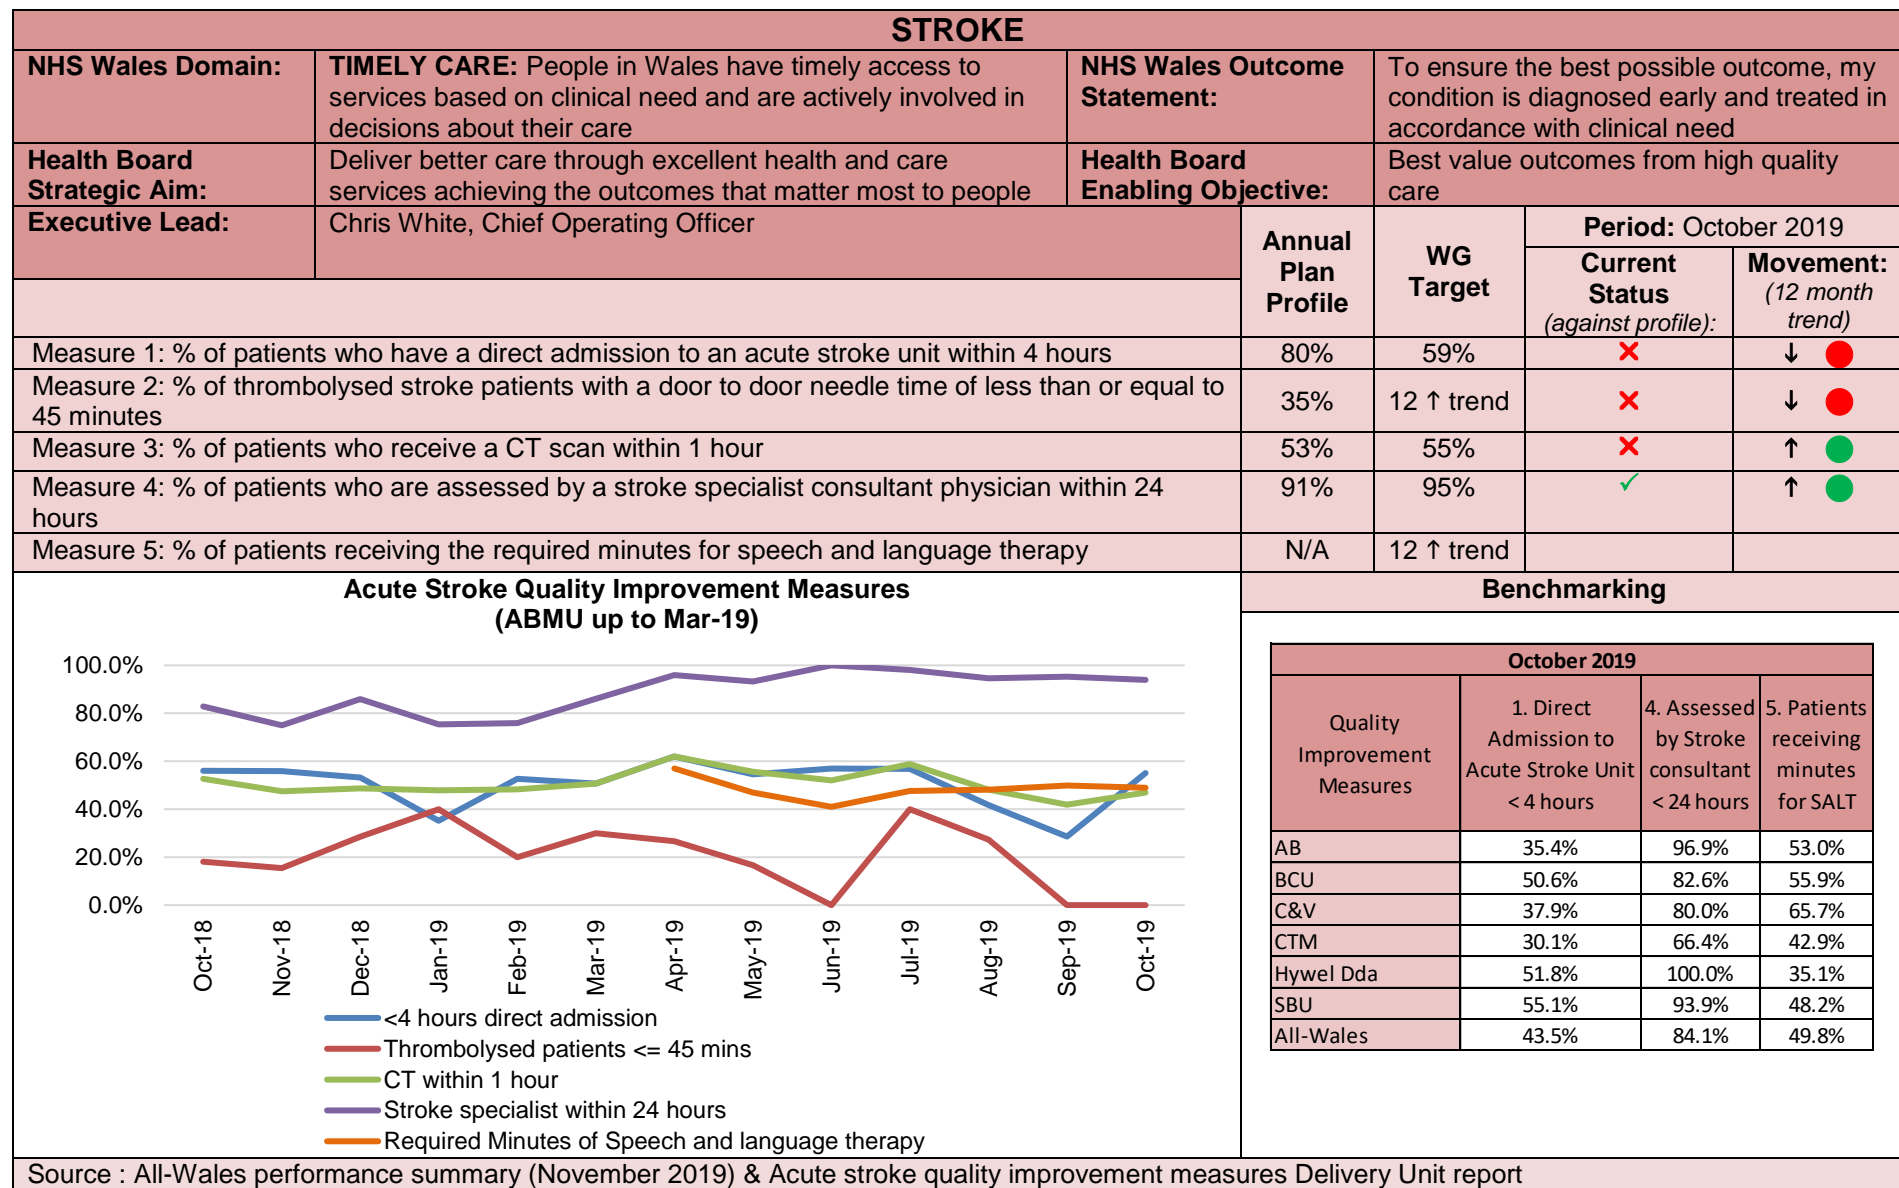 STROKE
NHS Wales Domain:
TIMELY CARE: People in Wales have timely access to
services based on clinical need and are actively involved in
decisions about their care
NHS Wales Outcome
Statement:
To ensure the best possible outcome, my
condition is diagnosed early and treated in
accordance with clinical need
Health Board
Strategic Aim:
Deliver better care through excellent health and care
services achieving the outcomes that matter most to people
Health Board
Enabling Objective:
Best value outcomes from high quality
care
Executive Lead:
Chris White, Chief Operating Officer
Annual
Plan
Profile
WG
Target
Period: October 2019
Current
Status
(against profile):
Movement:
(12 month
trend)
Measure 1: % of patients who have a direct admission to an acute stroke unit within 4 hours
80%
59%
✕
↓
Measure 2: % of thrombolysed stroke patients with a door to door needle time of less than or equal to
45 minutes
35%
12 ↑ trend
✕
↓
Measure 3: % of patients who receive a CT scan within 1 hour
53%
55%
✕
↑
Measure 4: % of patients who are assessed by a stroke specialist consultant physician within 24
hours
91%
95%
✓
↑
Measure 5: % of patients receiving the required minutes for speech and language therapy
N/A
12 ↑ trend
Acute Stroke Quality Improvement Measures
(ABMU up to Mar-19)
100.0%
80.0%
60.0%
40.0%
20.0%
0.0%
Oct-18
Nov-18
Dec-18
Jan-19
Feb-19
Mar-19
Apr-19
May-19
Jun-19
Jul-19
Aug-19
Sep-19
Oct-19
<4 hours direct admission
Thrombolysed patients <= 45 mins
CT within 1 hour
Stroke specialist within 24 hours
Required Minutes of Speech and language therapy
Benchmarking
October 2019
Quality
Improvement
Measures
1. Direct
Admission to
Acute Stroke Unit
< 4 hours
4. Assessed
by Stroke
consultant
< 24 hours
5. Patients
receiving
minutes
for SALT
AB 35.4% 96.9% 53.0%
BCU 50.6% 82.6% 55.9%
C&V 37.9% 80.0% 65.7%
CTM 30.1% 66.4% 42.9%
Hywel Dda 51.8% 100.0% 35.1%
SBU 55.1% 93.9% 48.2%
All-Wales 43.5% 84.1% 49.8%
Source : All-Wales performance summary (November 2019) & Acute stroke quality improvement measures Delivery Unit report